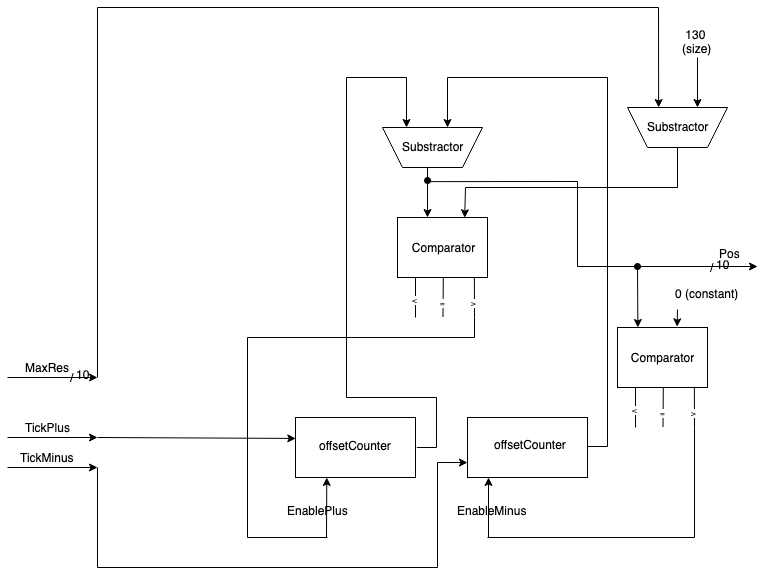 130
(size)
Substractor
Substractor
Comparator
Pos
/ 10
0 (constant)
<
=
>
Comparator
<
=
>
MaxRes
/ 10
TickPlus
TickMinus
offsetCounter
offsetCounter
EnablePlus
EnableMinus